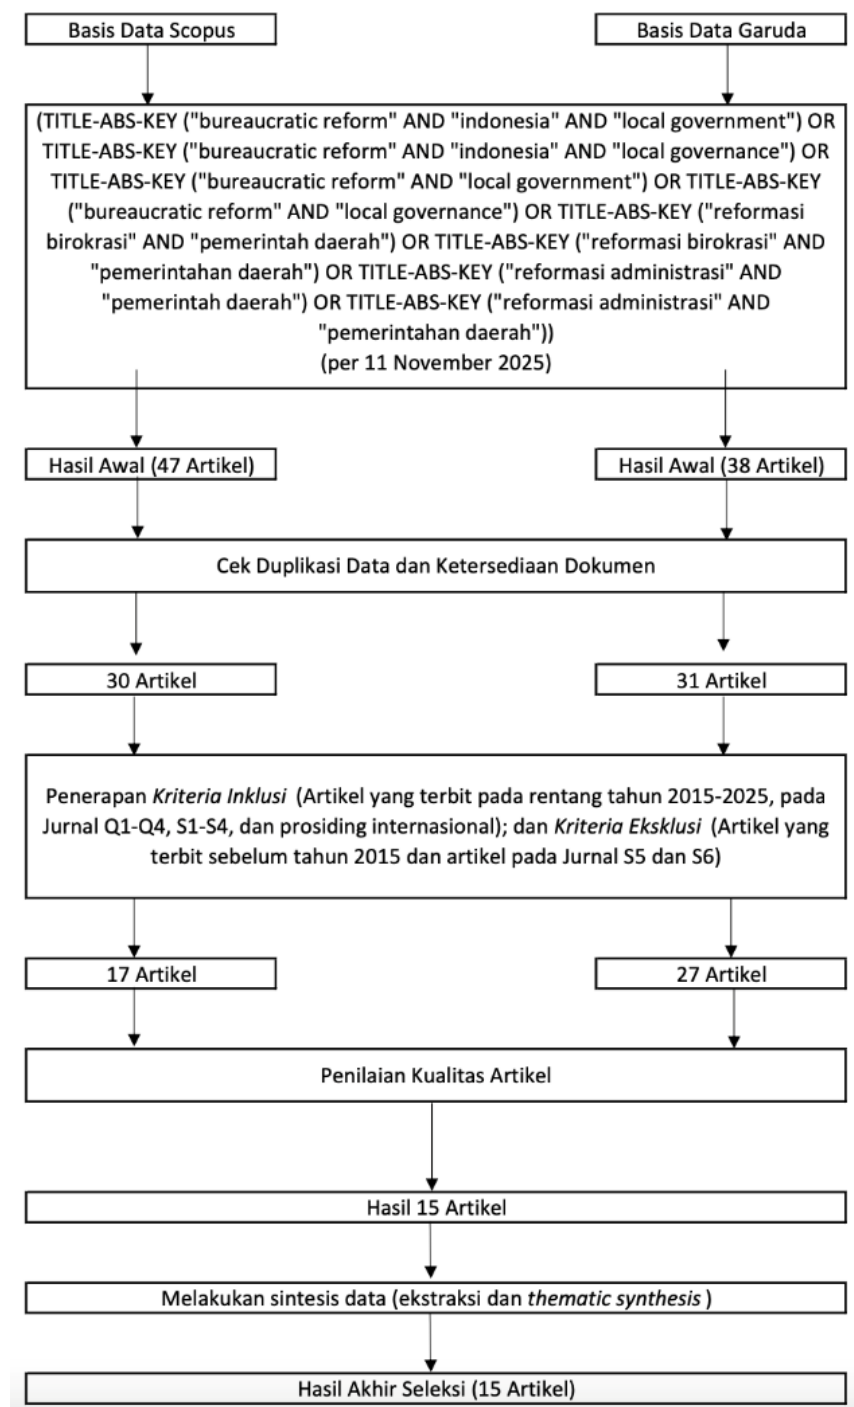 Basis Data Scopus
Basis Data Garuda
(TITLE-ABS-KEY ("bureaucratic reform" AND "indonesia" AND "local government") OR
TITLE-ABS-KEY ("bureaucratic reform" AND "indonesia" AND "local governance") OR
TITLE-ABS-KEY ("bureaucratic reform" AND "local government") OR TITLE-ABS-KEY
("bureaucratic reform" AND "local governance") OR TITLE-ABS-KEY ("reformasi
birokrasi" AND "pemerintah daerah") OR TITLE-ABS-KEY ("reformasi birokrasi" AND
"pemerintahan daerah") OR TITLE-ABS-KEY ("reformasi administrasi" AND
"pemerintah daerah") OR TITLE-ABS-KEY ("reformasi administrasi" AND
"pemerintahan daerah"))
(per 11 November 2025)
Hasil Awal (47 Artikel)
Hasil Awal (38 Artikel)
Cek Duplikasi Data dan Ketersediaan Dokumen
30 Artikel
31 Artikel
Penerapan Kriteria Inklusi (Artikel yang terbit pada rentang tahun 2015-2025, pada
Jurnal Q1-Q4, S1-S4, dan prosiding internasional); dan Kriteria Eksklusi (Artikel yang
terbit sebelum tahun 2015 dan artikel pada Jurnal S5 dan S6)
17 Artikel
27 Artikel
Penilaian Kualitas Artikel
Hasil 15 Artikel
Melakukan sintesis data (ekstraksi dan thematic synthesis )
Hasil Akhir Seleksi (15 Artikel)